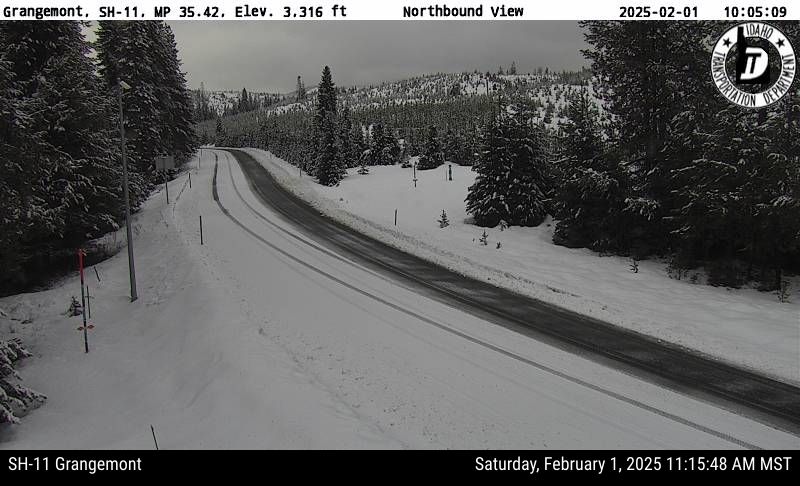 Grangemont, SH-11, MP 35.42, Elev. 3,316 ft Northbound View 2025-02-01 10:05:09
IDAHO
TRANSPORTATION DEPARTMENT
SH-11 Grangemont Saturday, February 1, 2025 11:15:48 AM MST